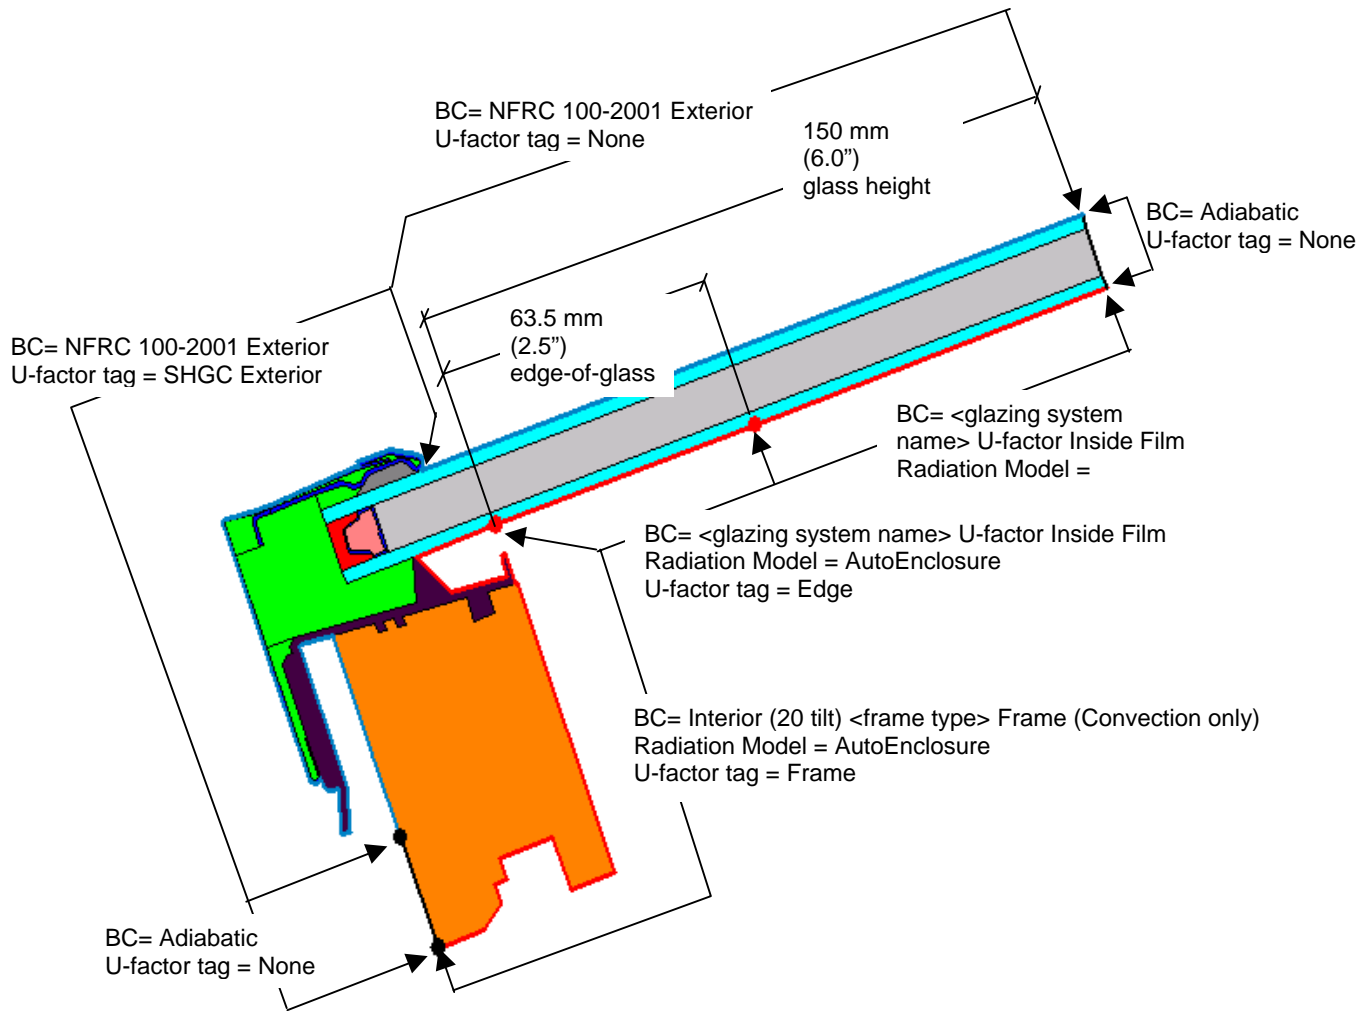 BC= NFRC 100-2001 Exterior
U-factor tag = None
150 mm
(6.0”)
glass height
BC= Adiabatic
U-factor tag = None
63.5 mm
(2.5”)
edge-of-glass
BC= NFRC 100-2001 Exterior
U-factor tag = SHGC Exterior
BC= <glazing system
name> U-factor Inside Film
Radiation Model =
BC= <glazing system name> U-factor Inside Film
Radiation Model = AutoEnclosure
U-factor tag = Edge
BC= Interior (20 tilt) <frame type> Frame (Convection only)
Radiation Model = AutoEnclosure
U-factor tag = Frame
BC= Adiabatic
U-factor tag = None